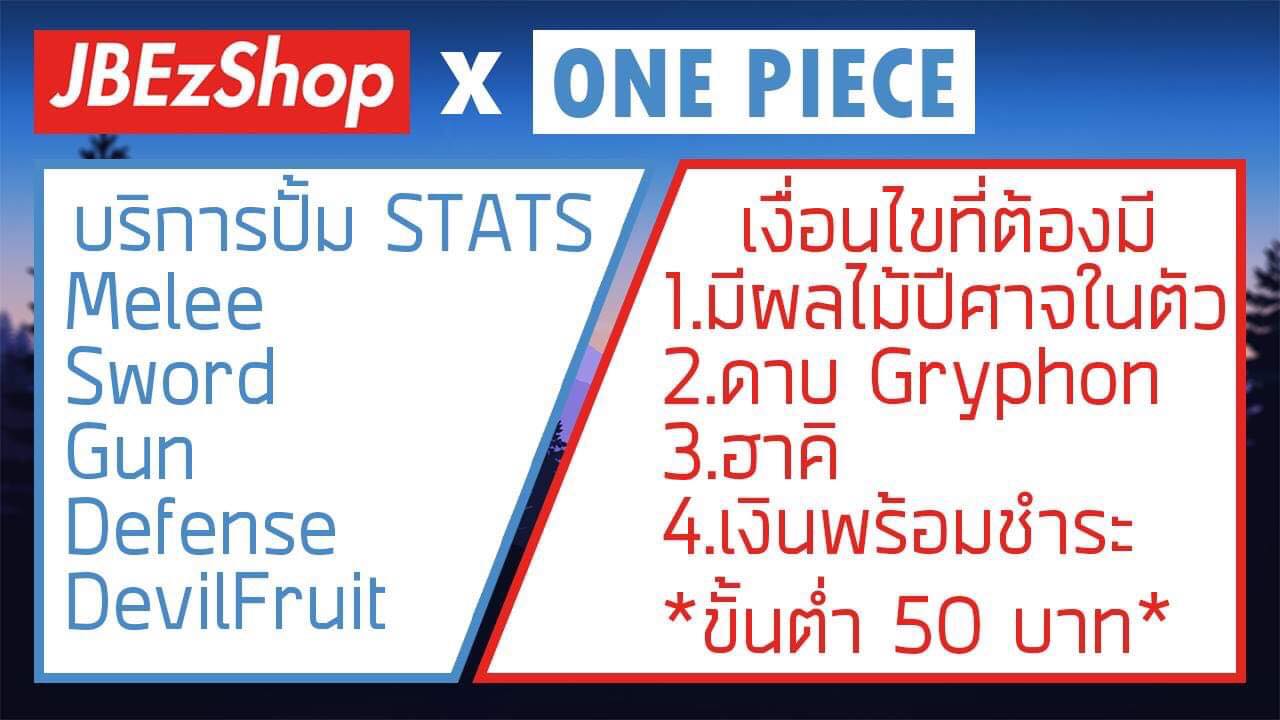 JBEzShop x ONE PIECE
บริการปั้ม STATS
Melee
Sword
Gun
Defense
DevilFruit
เงื่อนไขที่ต้องมี
1.มีผลไม้ปีศาจในตัว
2.ดาบ Gryphon
3.ฮาคิ
4.เงินพร้อมชำระ
*ขั้นต่ำ 50 บาท*